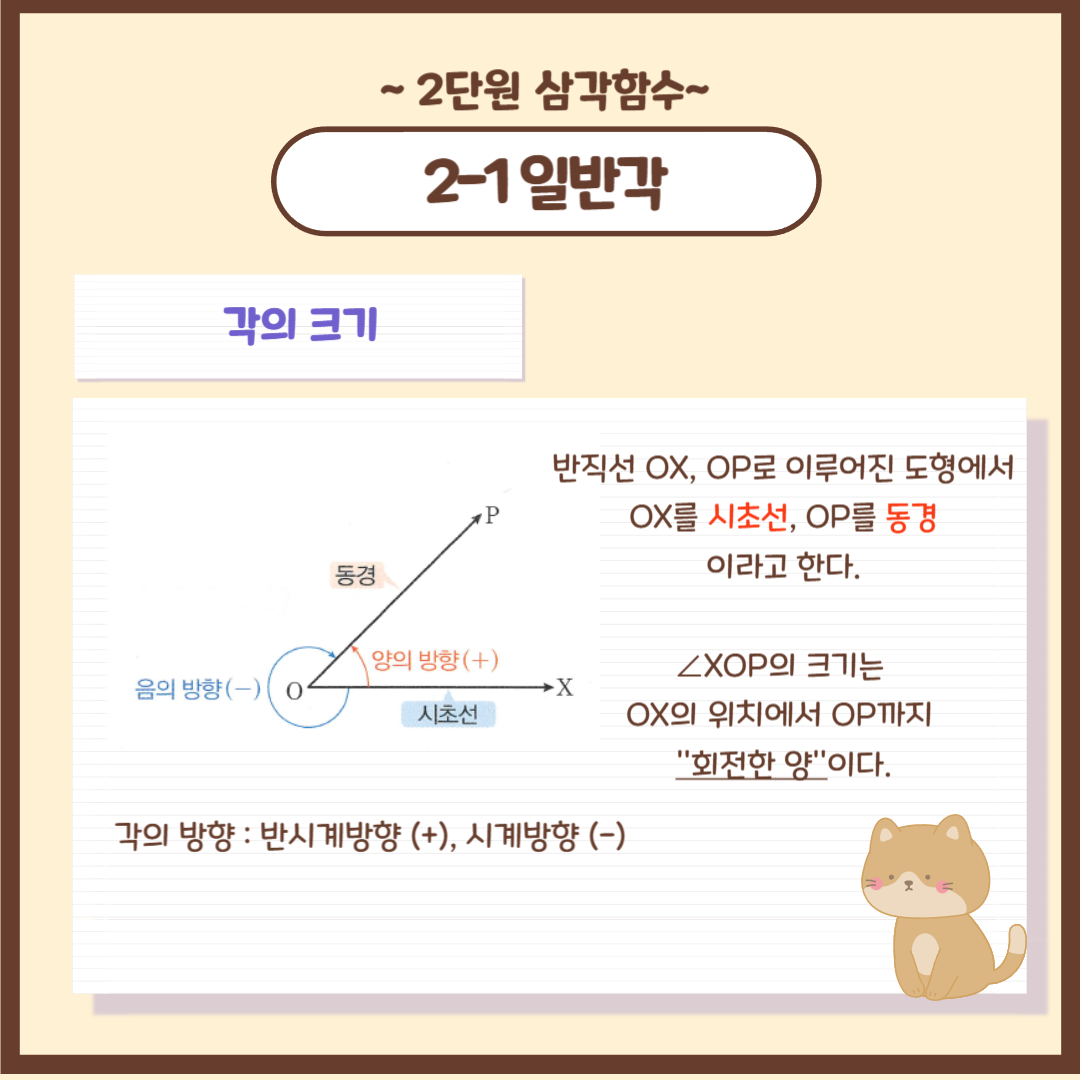 ~ 2단원 삼각함수~
2-1 일반각
각의 크기
반직선 OX, OP로 이루어진 도형에서
OX를 시초선, OP를 동경
이라고 한다.
∠XOP의 크기는
OX의 위치에서 OP까지
"회전한 양"이다.
P
동경
양의 방향(+)
음의 방향(−)
O
X
시초선
각의 방향 : 반시계방향 (+), 시계방향 (-)